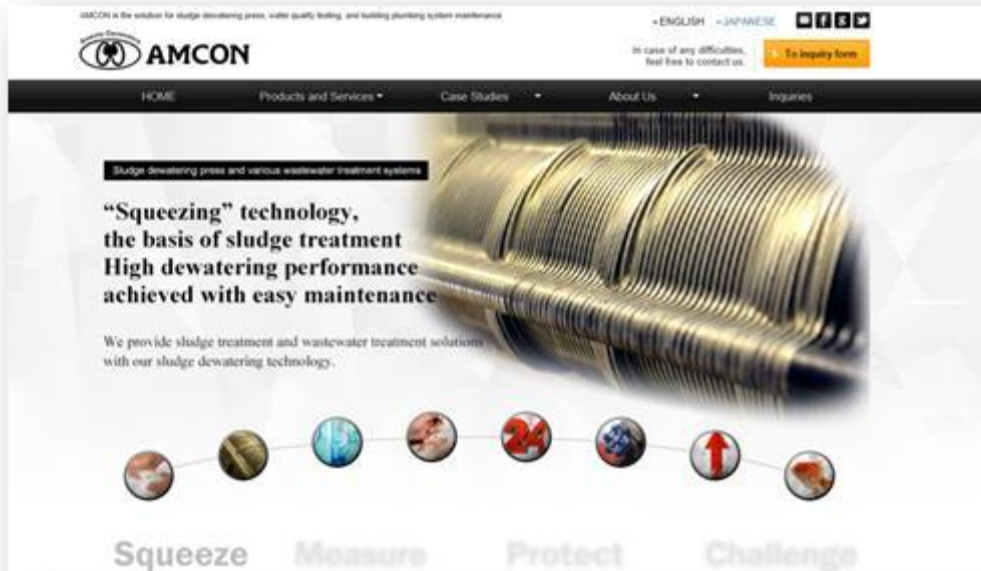 AMCON is the solution for sludge dewatering press, water quality testing, and building plumbing system maintenance
ENGLISH JAPANESE
AMCON
In case of any difficulties,
feel free to contact us.
To inquiry form
HOME Products and Services Case Studies About Us Inquiries
Sludge dewatering press and various wastewater treatment systems
“Squeezing” technology,
the basis of sludge treatment
High dewatering performance
achieved with easy maintenance
We provide sludge treatment and wastewater treatment solutions
with our sludge dewatering technology.
24
Squeeze Measure Protect Challenge